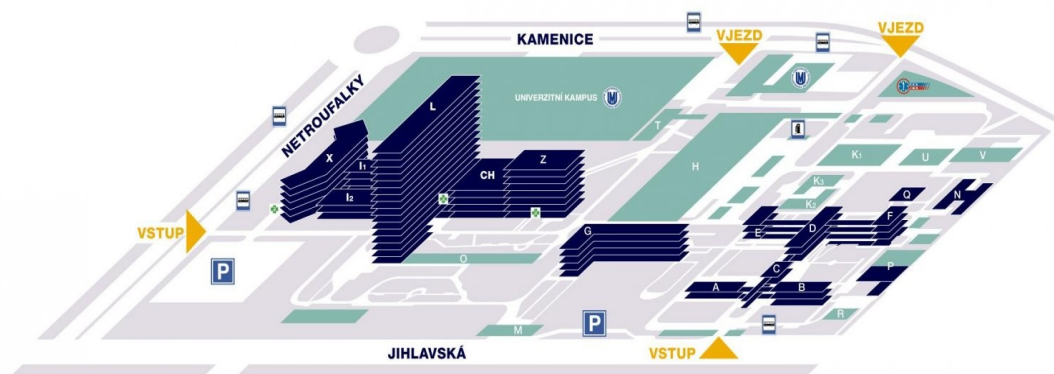 KAMENICE
VJEZD
VJEZD
NETROUFALKY
L
UNIVERZITNÍ KAMPUS
T
X
I1
I2
CH
Z
H
K1
U
V
K3
K2
Q
N
VSTUP
G
E
D
F
O
P
C
P
A
B
R
M
P
JIHLAVSKÁ
VSTUP